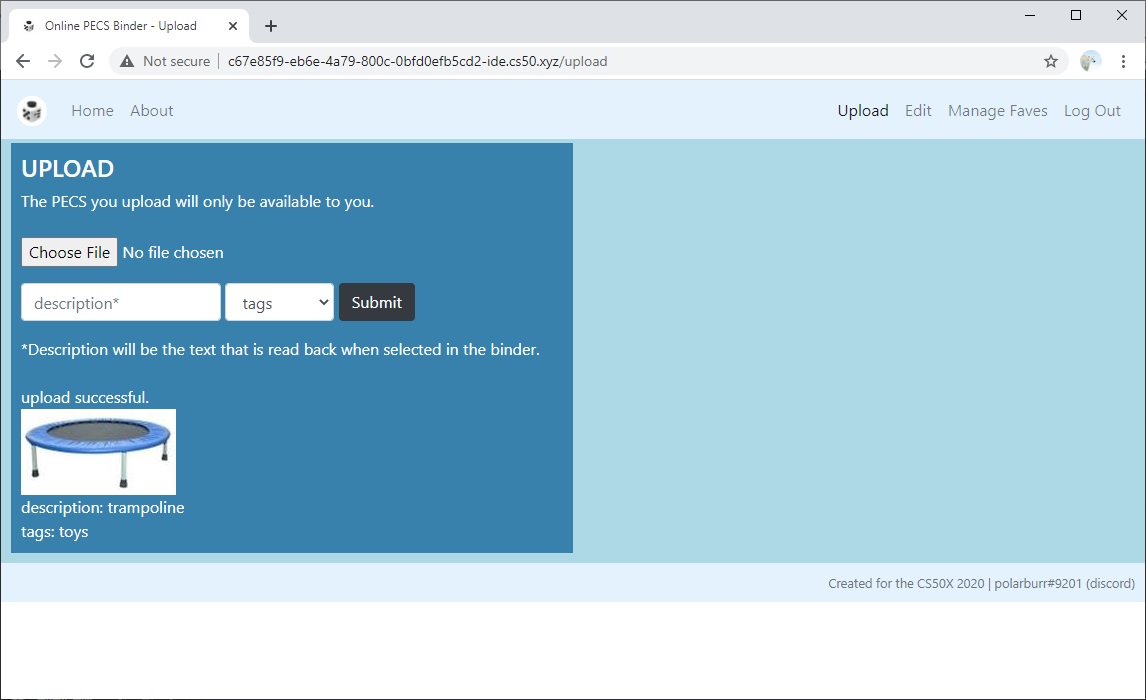 Online PECS Binder - Upload
Not secure | c67e85f9-eb6e-4a79-800c-0bfd0efb5cd2-ide.cs50.xyz/upload
Home About Upload Edit Manage Faves Log Out
UPLOAD
The PECS you upload will only be available to you.
Choose File No file chosen
description* tags Submit
*Description will be the text that is read back when selected in the binder.
upload successful.
description: trampoline
tags: toys
Created for the CS50X 2020 | polarburr#9201 (discord)